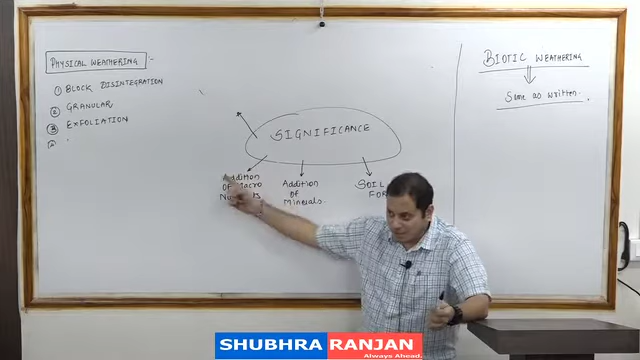 PHYSICAL WEATHERING :-
① BLOCK DISINTEGRATION
② GRANULAR
③ EXFOLIATION
SIGNIFICANCE
Addition
Of Macro
Addition
Of
Minerals.
SOIL
FOR
BIOTIC WEATHERING
Same as written.
SHUBHRA RANJAN
Always Ahead.